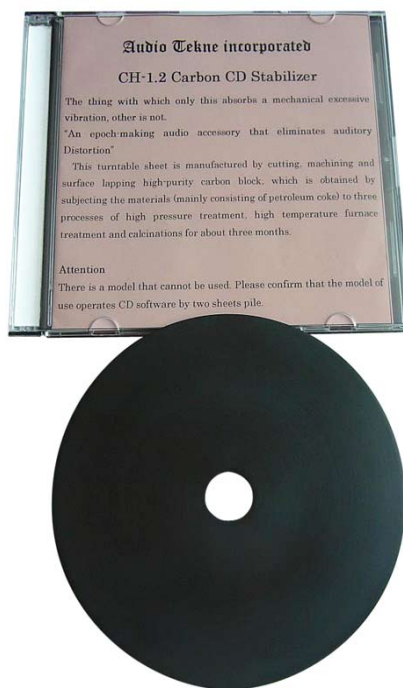 Audio Tekne incorporated
CH-1.2 Carbon CD Stabilizer
The thing with which only this absorbs a mechanical excessive
vibration, other is not.
"An epoch-making audio accessory that eliminates auditory
Distortion"
This turntable sheet is manufactured by cutting, machining and
surface lapping high-purity carbon block, which is obtained by
subjecting the materials (mainly consisting of petroleum coke) to three
processes of high pressure treatment, high temperature furnace
treatment and calcinations for about three months.
Attention
There is a model that cannot be used. Please confirm that the model of
use operates CD software by two sheets pile.